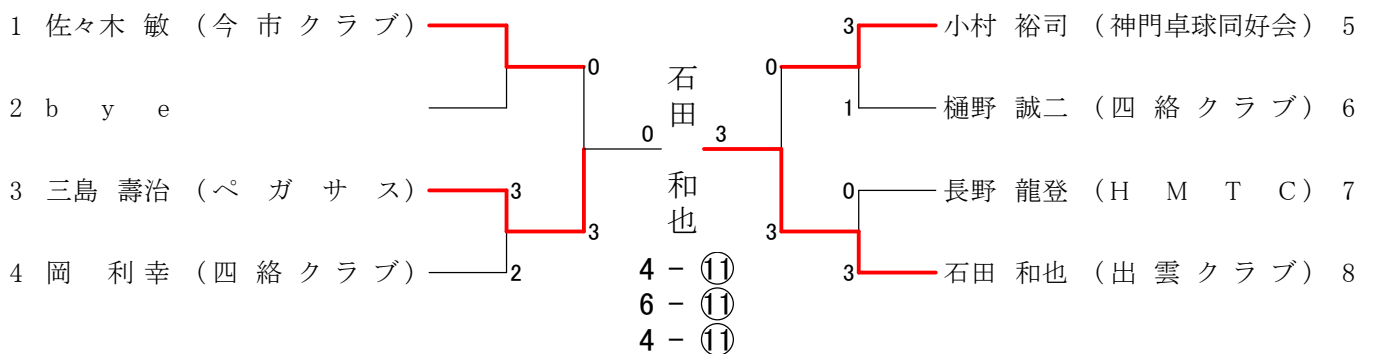 1 佐々木 敏 (今市クラブ)
2 bye
3 三島 壽治 (ペガサス)
4 岡 利幸 (四絡クラブ)
0
3
2
3
0
石田 和也
4 - ⑪
6 - ⑪
4 - ⑪
3
0
3
3
1
0
3
小村 裕司 (神門卓球同好会) 5
樋野 誠二 (四絡クラブ) 6
長野 龍登 (HMTC) 7
石田 和也 (出雲クラブ) 8